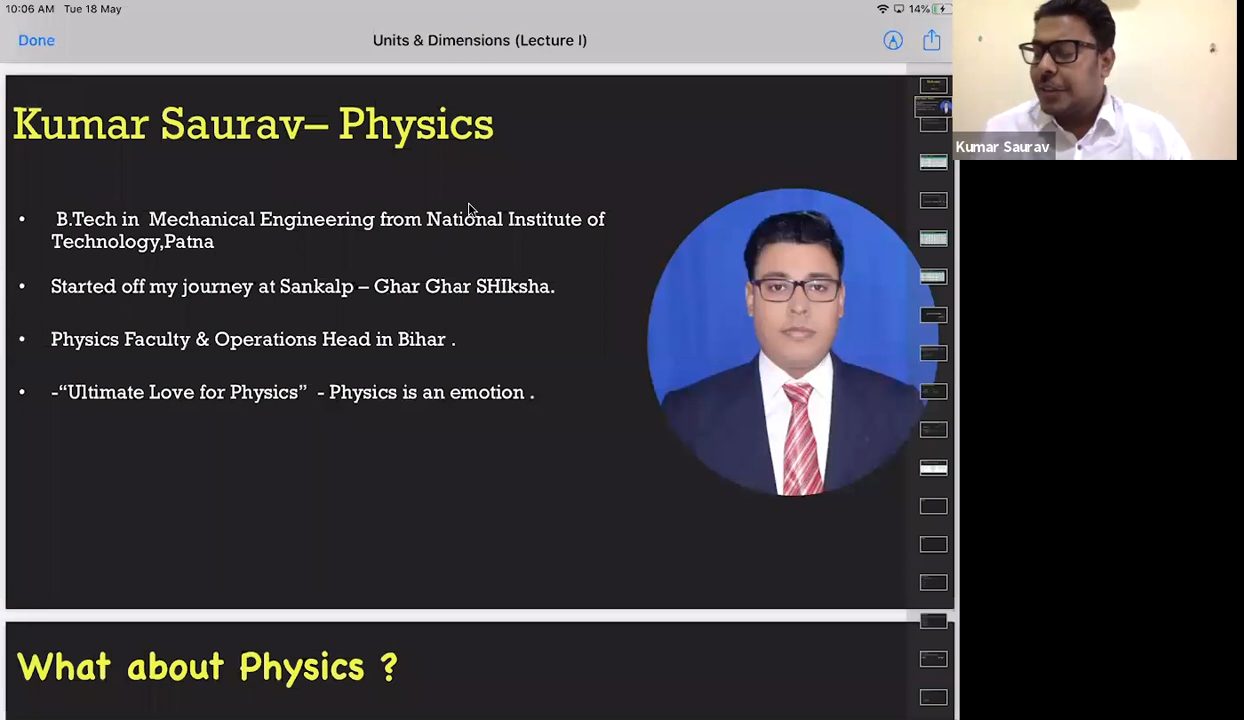 10:06 AM Tue 18 May
14%
Done
Units & Dimensions (Lecture I)
Kumar Saurav
Kumar Saurav– Physics
• B.Tech in Mechanical Engineering from National Institute of
Technology,Patna
• Started off my journey at Sankalp – Ghar Ghar SHIksha.
• Physics Faculty & Operations Head in Bihar .
• -“Ultimate Love for Physics” - Physics is an emotion .
What about Physics ?